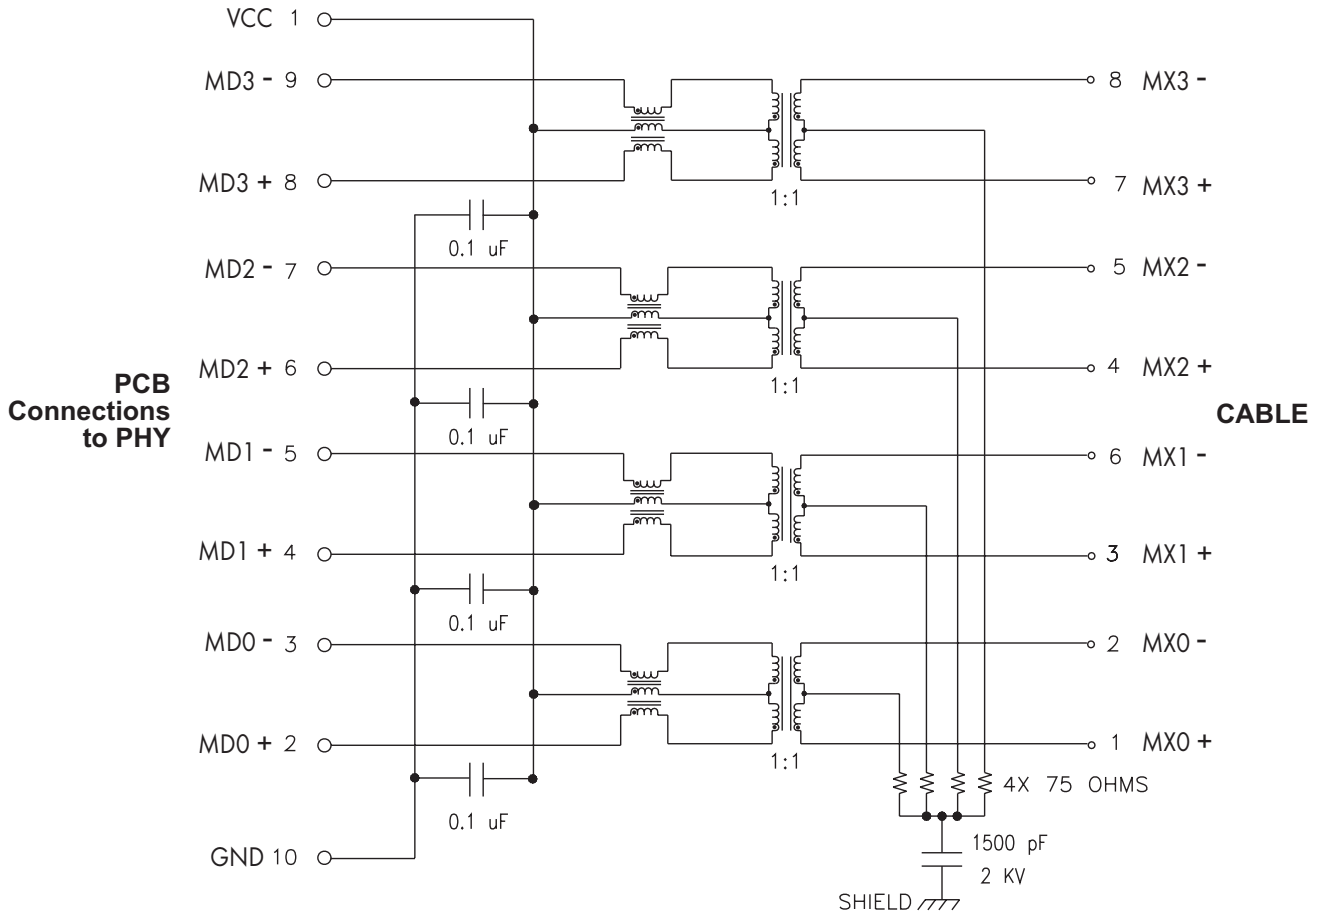 VCC 1
MD3 - 9
8 MX3 -
MD3 + 8
7 MX3 +
1:1
0.1 uF
MD2 - 7
5 MX2 -
MD2 + 6
4 MX2 +
1:1
PCB
Connections
to PHY
CABLE
0.1 uF
MD1 - 5
6 MX1 -
MD1 + 4
3 MX1 +
1:1
0.1 uF
MD0 - 3
2 MX0 -
MD0 + 2
1 MX0 +
1:1
4X 75 OHMS
0.1 uF
GND 10
1500 pF
2 KV
SHIELD